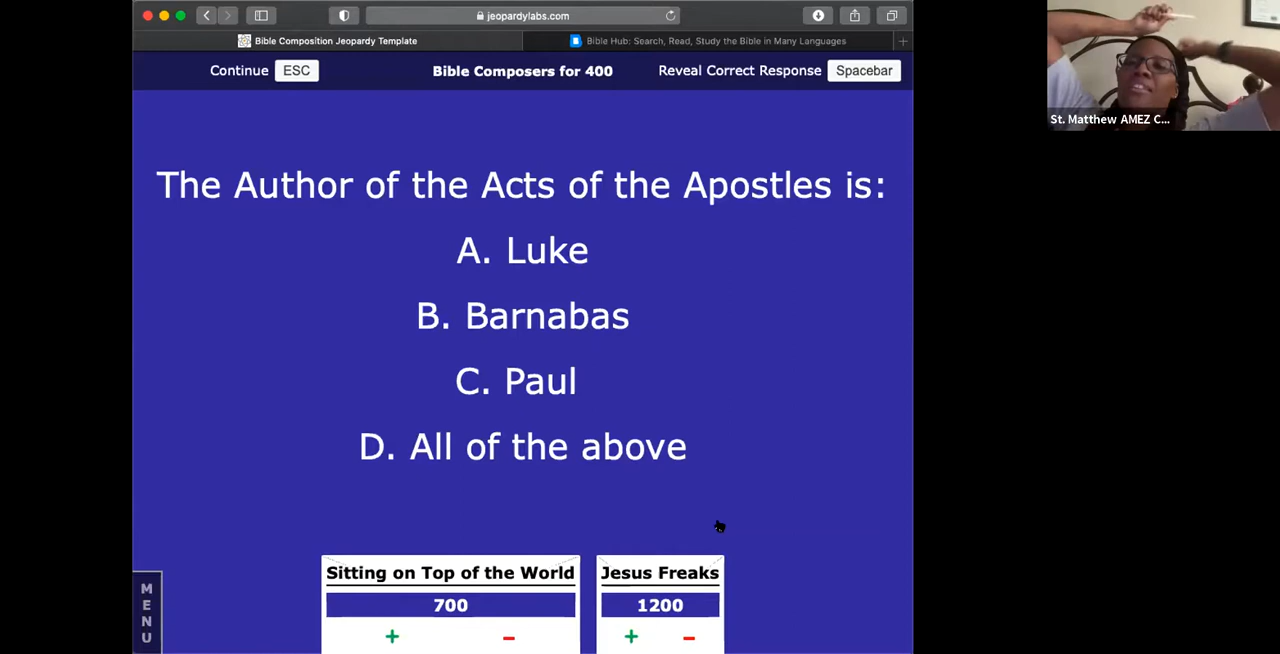 jeopardylabs.com
Bible Composition Jeopardy Template
Bible Hub: Search, Read, Study the Bible in Many Languages
Continue ESC
Bible Composers for 400
Reveal Correct Response Spacebar
St. Matthew AMEZ C...
The Author of the Acts of the Apostles is:
A. Luke
B. Barnabas
C. Paul
D. All of the above
Sitting on Top of the World
700
+ -
Jesus Freaks
1200
+ -
MENU